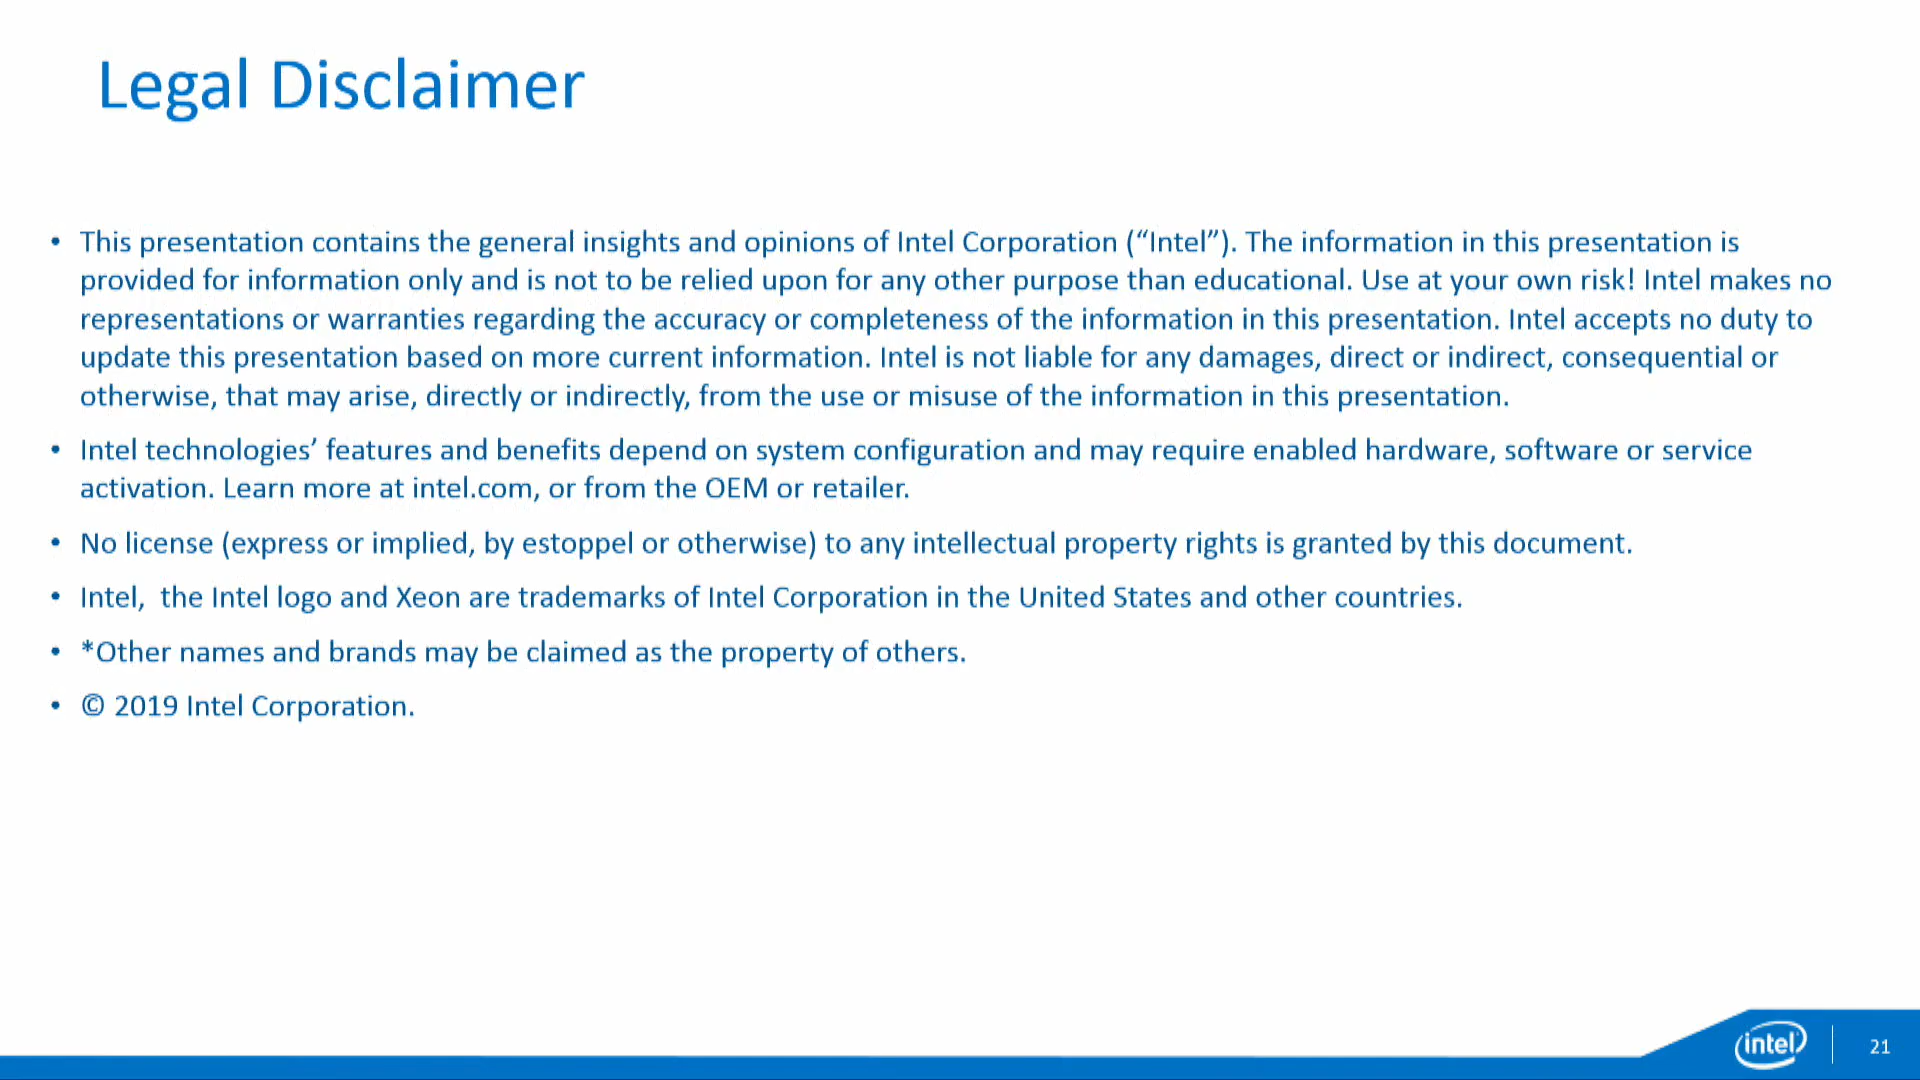 Legal Disclaimer
• This presentation contains the general insights and opinions of Intel Corporation (“Intel”). The information in this presentation is
provided for information only and is not to be relied upon for any other purpose than educational. Use at your own risk! Intel makes no
representations or warranties regarding the accuracy or completeness of the information in this presentation. Intel accepts no duty to
update this presentation based on more current information. Intel is not liable for any damages, direct or indirect, consequential or
otherwise, that may arise, directly or indirectly, from the use or misuse of the information in this presentation.
• Intel technologies’ features and benefits depend on system configuration and may require enabled hardware, software or service
activation. Learn more at intel.com, or from the OEM or retailer.
• No license (express or implied, by estoppel or otherwise) to any intellectual property rights is granted by this document.
• Intel,  the Intel logo and Xeon are trademarks of Intel Corporation in the United States and other countries.
• *Other names and brands may be claimed as the property of others.
• © 2019 Intel Corporation.
intel
21